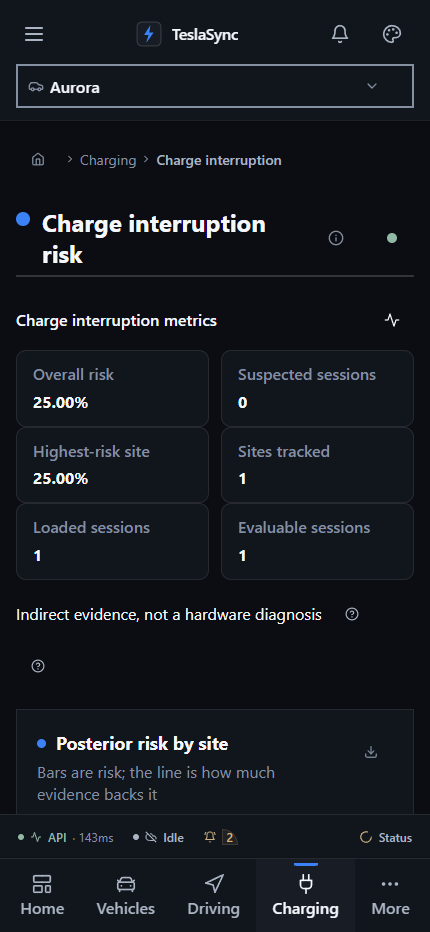 TeslaSync
Aurora
Charging > Charge interruption
Charge interruption
risk
Charge interruption metrics
Overall risk
25.00%
Suspected sessions
0
Highest-risk site
25.00%
Sites tracked
1
Loaded sessions
1
Evaluable sessions
1
Indirect evidence, not a hardware diagnosis
Posterior risk by site
Bars are risk; the line is how much
evidence backs it
API · 143ms
Idle
2
Status
Home
Vehicles
Driving
Charging
More